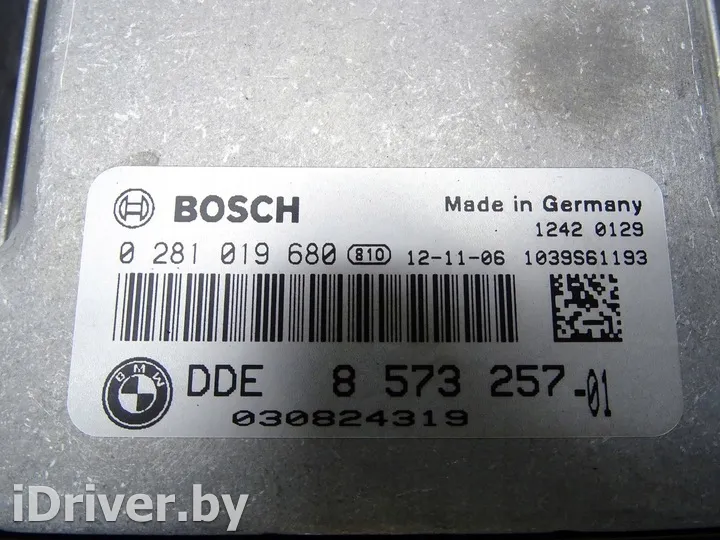 BOSCH
Made in Germany
1242 0129
0 281 019 680 810 12-11-06 1039S61193
BMW
DDE 8 573 257-01
030824319
iDriver.by